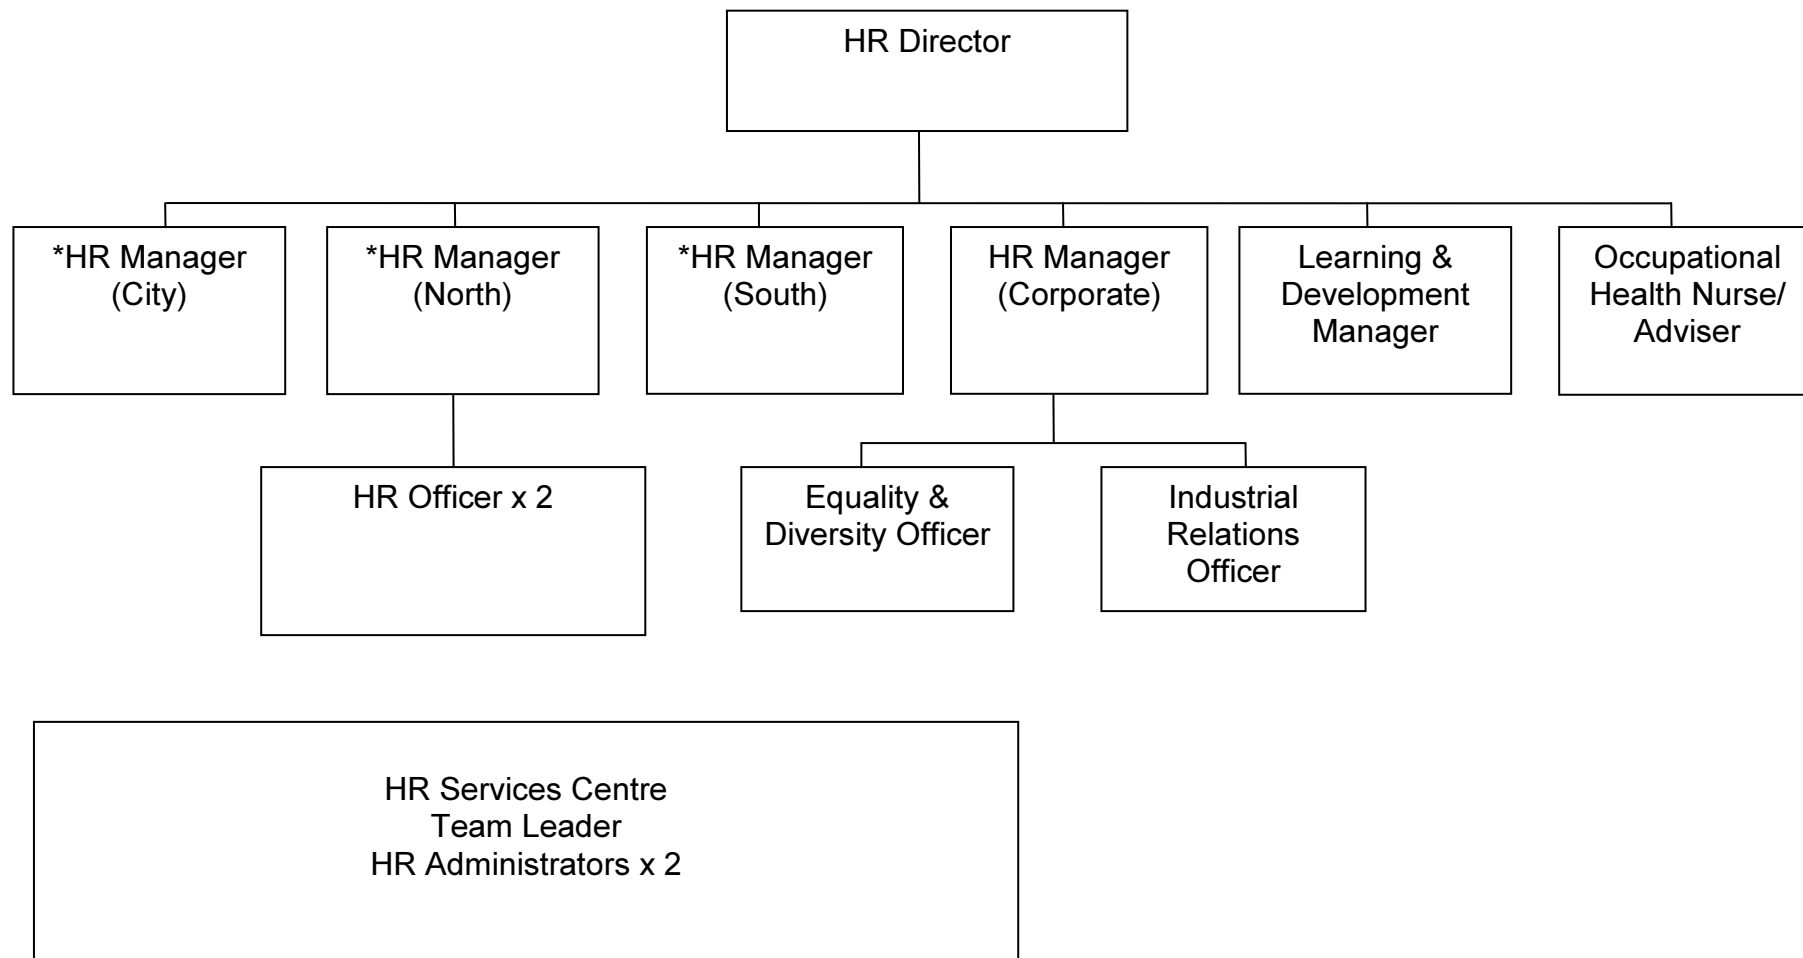 HR Director
*HR Manager
(City)
*HR Manager
(North)
*HR Manager
(South)
HR Manager
(Corporate)
Learning &
Development
Manager
Occupational
Health Nurse/
Adviser
HR Officer x 2
Equality &
Diversity Officer
Industrial
Relations
Officer
HR Services Centre
Team Leader
HR Administrators x 2